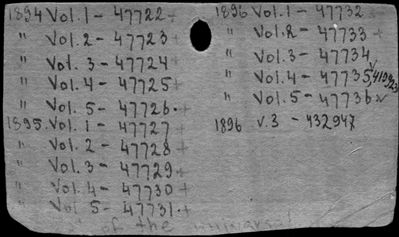 1894 Vol. 1 - 47722 +
" Vol. 2 - 47723 +
" Vol. 3 - 47724
" Vol. 4 - 47725 +
" Vol. 5 - 47726. +
1895. Vol. 1 - 47727 +
" Vol. 2 - 47728 +
" Vol. 3 - 47729 +
" Vol. 4 - 47730 +
" Vol 5 - 47731. +
of the
1896 Vol. 1 - 47732
" Vol. 2 - 47733 +
" Vol. 3 - 47734
" Vol. 4 - 47735
" Vol. 5 - 47736 ✓
1896 v. 3 - 432947